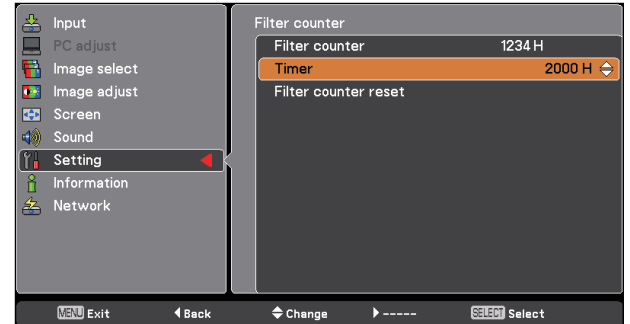 Input
PC adjust
Image select
Image adjust
Screen
Sound
Setting
Information
Network
Filter counter
Filter counter 1234 H
Timer 2000 H
Filter counter reset
MENU Exit Back Change ----- SELECT Select